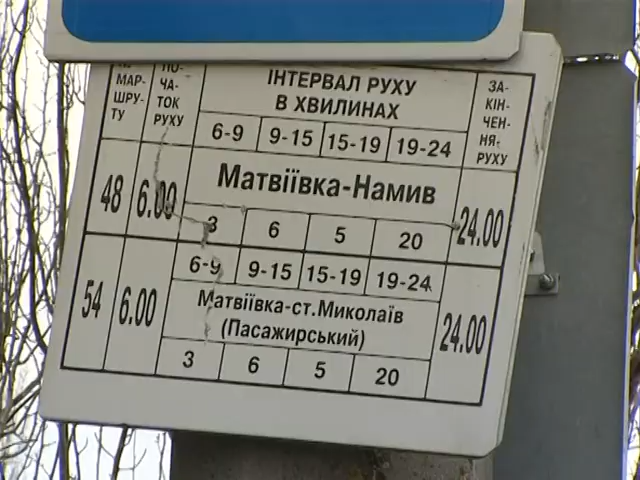 МАР-
ШРУ-
ТУ
ПО-
ЧА-
ТОК
РУХУ
ІНТЕРВАЛ РУХУ
В ХВИЛИНАХ
6-9 9-15 15-19 19-24
ЗА-
КІН-
ЧЕН-
НЯ-
РУХУ
48 6.00
Матвіївка-Намив
3 6 5 20
24.00
54 6.00
6-9 9-15 15-19 19-24
Матвіївка-ст.Миколаїв
(Пасажирський)
3 6 5 20
24.00